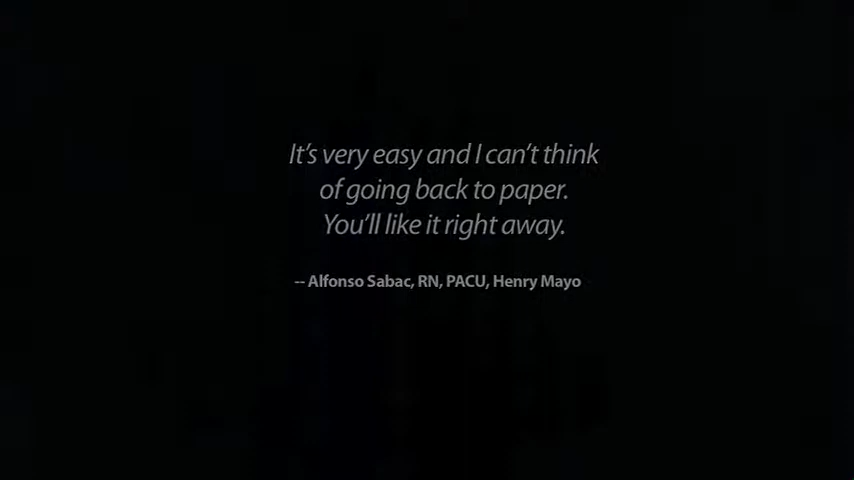 It's very easy and I can't think
of going back to paper.
You'll like it right away.
-- Alfonso Sabac, RN, PACU, Henry Mayo